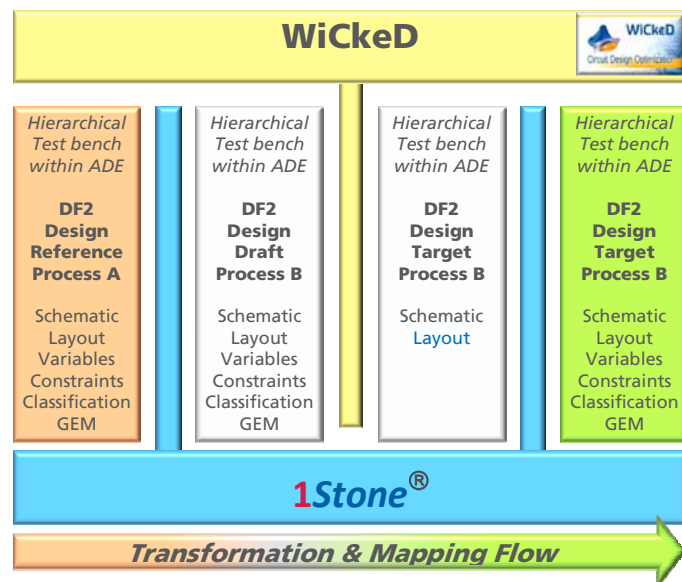 WiCkeD
WiCkeD
Circuit Design Optimization
Hierarchical
Test bench
within ADE
DF2
Design
Reference
Process A
Schematic
Layout
Variables
Constraints
Classification
GEM
Hierarchical
Test bench
within ADE
DF2
Design
Draft
Process B
Schematic
Layout
Variables
Constraints
Classification
GEM
Hierarchical
Test bench
within ADE
DF2
Design
Target
Process B
Schematic
Layout
Hierarchical
Test bench
within ADE
DF2
Design
Target
Process B
Schematic
Layout
Variables
Constraints
Classification
GEM
1Stone®
Transformation & Mapping Flow